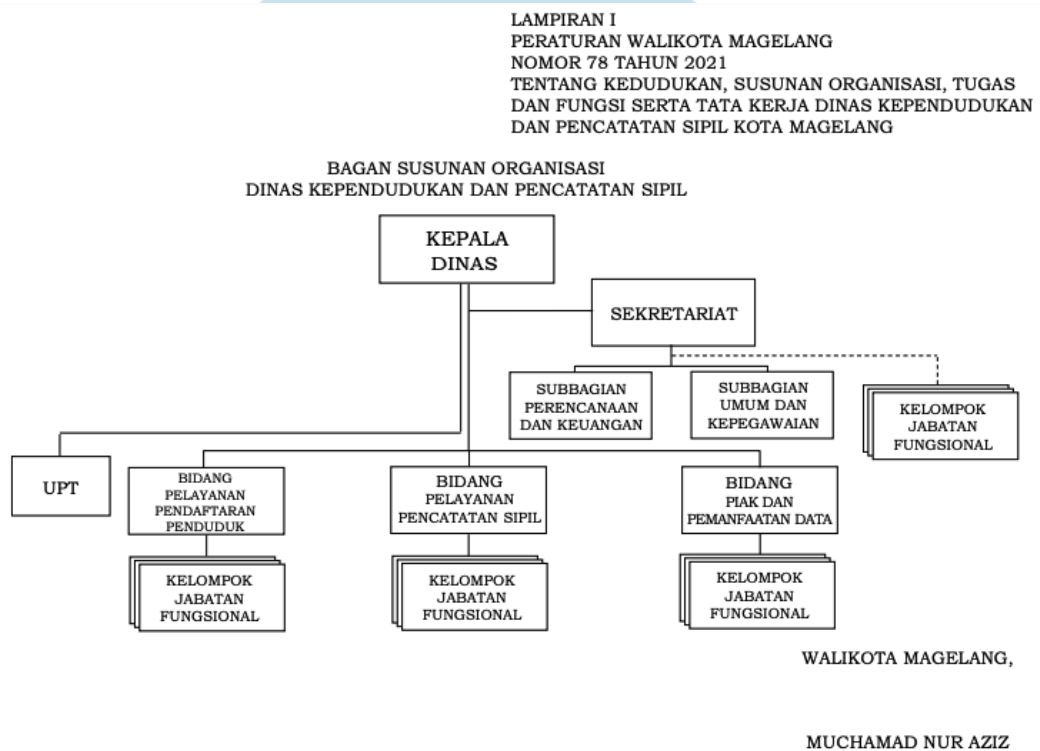 LAMPIRAN I
PERATURAN WALIKOTA MAGELANG
NOMOR 78 TAHUN 2021
TENTANG KEDUDUKAN, SUSUNAN ORGANISASI, TUGAS
DAN FUNGSI SERTA TATA KERJA DINAS KEPENDUDUKAN
DAN PENCATATAN SIPIL KOTA MAGELANG
BAGAN SUSUNAN ORGANISASI
DINAS KEPENDUDUKAN DAN PENCATATAN SIPIL
KEPALA
DINAS
SEKRETARIAT
SUBBAGIAN
PERENCANAAN
DAN KEUANGAN
SUBBAGIAN
UMUM DAN
KEPEGAWAIAN
KELOMPOK
JABATAN
FUNGSIONAL
UPT
BIDANG
PELAYANAN
PENDAFTARAN
PENDUDUK
BIDANG
PELAYANAN
PENCATATAN SIPIL
BIDANG
PIAK DAN
PEMANFAATAN DATA
KELOMPOK
JABATAN
FUNGSIONAL
KELOMPOK
JABATAN
FUNGSIONAL
KELOMPOK
JABATAN
FUNGSIONAL
WALIKOTA MAGELANG,
MUCHAMAD NUR AZIZ